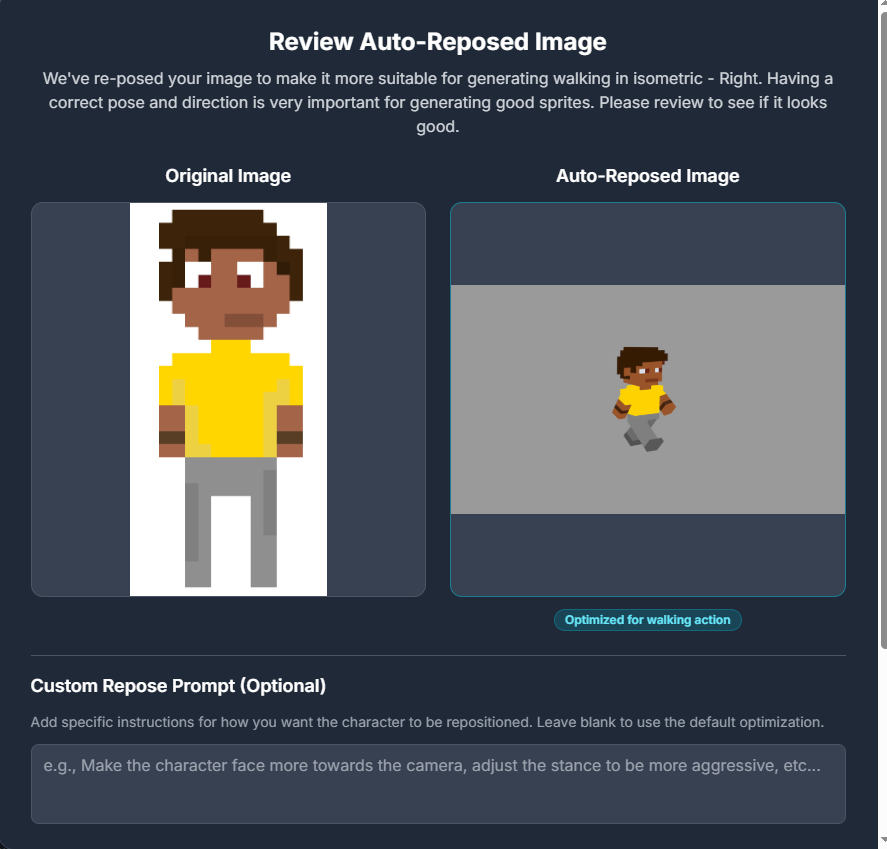 Review Auto-Reposed Image
We've re-posed your image to make it more suitable for generating walking in isometric - Right. Having a
correct pose and direction is very important for generating good sprites. Please review to see if it looks
good.
Original Image
Auto-Reposed Image
Optimized for walking action
Custom Repose Prompt (Optional)
Add specific instructions for how you want the character to be repositioned. Leave blank to use the default optimization.
e.g., Make the character face more towards the camera, adjust the stance to be more aggressive, etc...